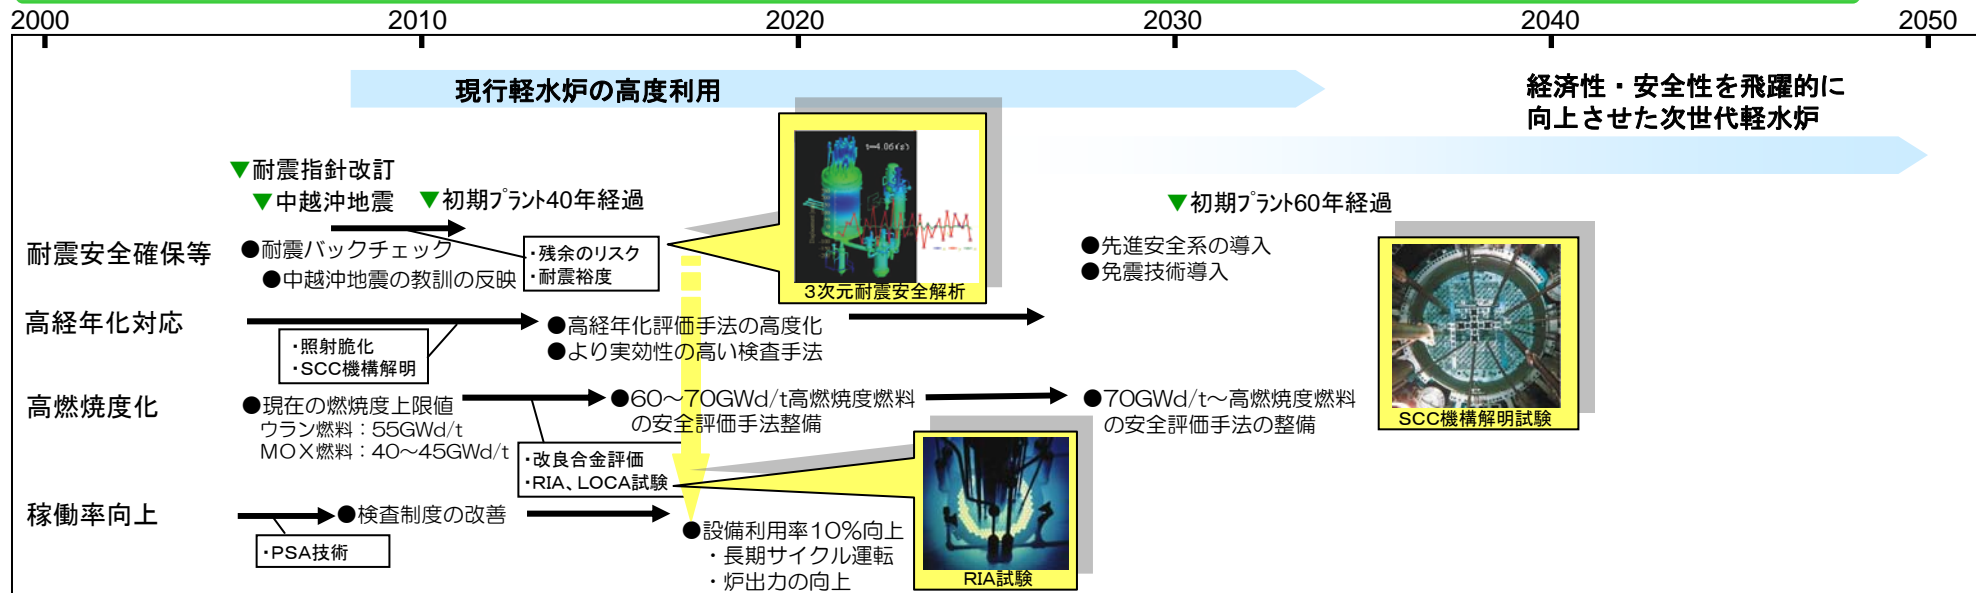 2000 2010 2020 2030 2040 2050
現行軽水炉の高度利用
経済性・安全性を飛躍的に
向上させた次世代軽水炉
▼耐震指針改訂
▼中越沖地震
▼初期プラント40年経過
▼初期プラント60年経過
耐震安全確保等
●耐震バックチェック
●中越沖地震の教訓の反映
・残余のリスク
・耐震裕度
t=4.06(s)
3次元耐震安全解析
●先進安全系の導入
●免震技術導入
高経年化対応
・照射脆化
・SCC機構解明
●高経年化評価手法の高度化
●より実効性の高い検査手法
SCC機構解明試験
高燃焼度化
●現在の燃焼度上限値
ウラン燃料：55GWd/t
MOX燃料：40～45GWd/t
・改良合金評価
・RIA、LOCA試験
●60～70GWd/t高燃焼度燃料
の安全評価手法整備
●70GWd/t～高燃焼度燃料
の安全評価手法の整備
RIA試験
稼働率向上
・PSA技術
●検査制度の改善
●設備利用率10％向上
・長期サイクル運転
・炉出力の向上